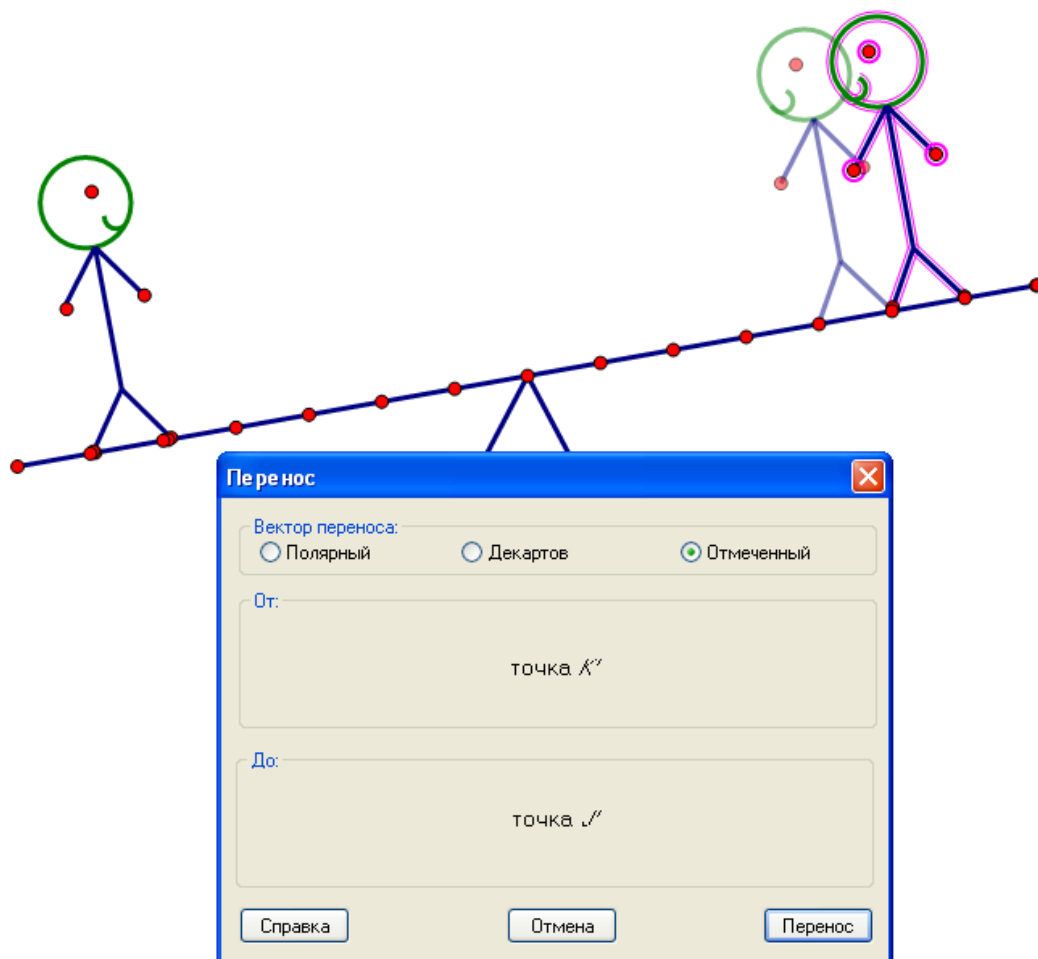 Перенос
Вектор переноса:
Полярный Декартов Отмеченный
От:
точка K''
До:
точка J''
Справка Отмена Перенос